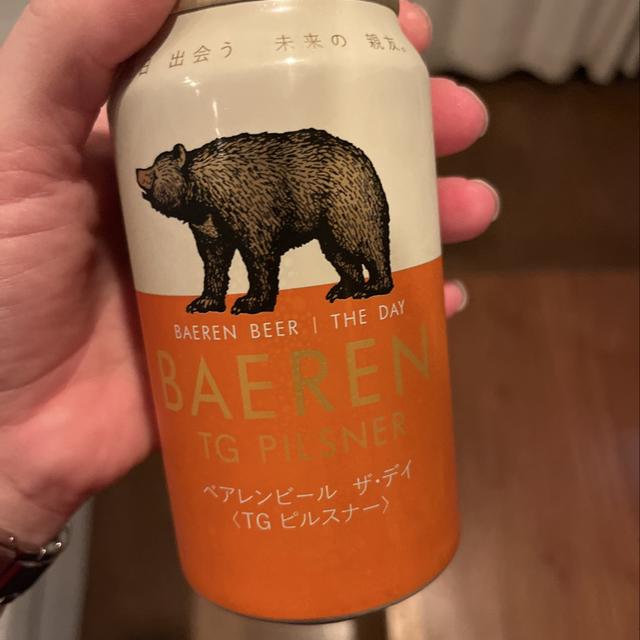 出会う 未来の 親友。
BAEREN BEER | THE DAY
BAEREN
TG PILSNER
ベアレンビール ザ・デイ
〈TG ピルスナー〉